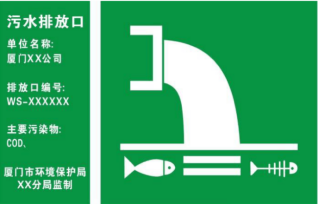 污水排放口
单位名称:
厦门XX公司
排放口编号:
WS-XXXXXX
主要污染物:
COD、
厦门市环境保护局
XX分局监制